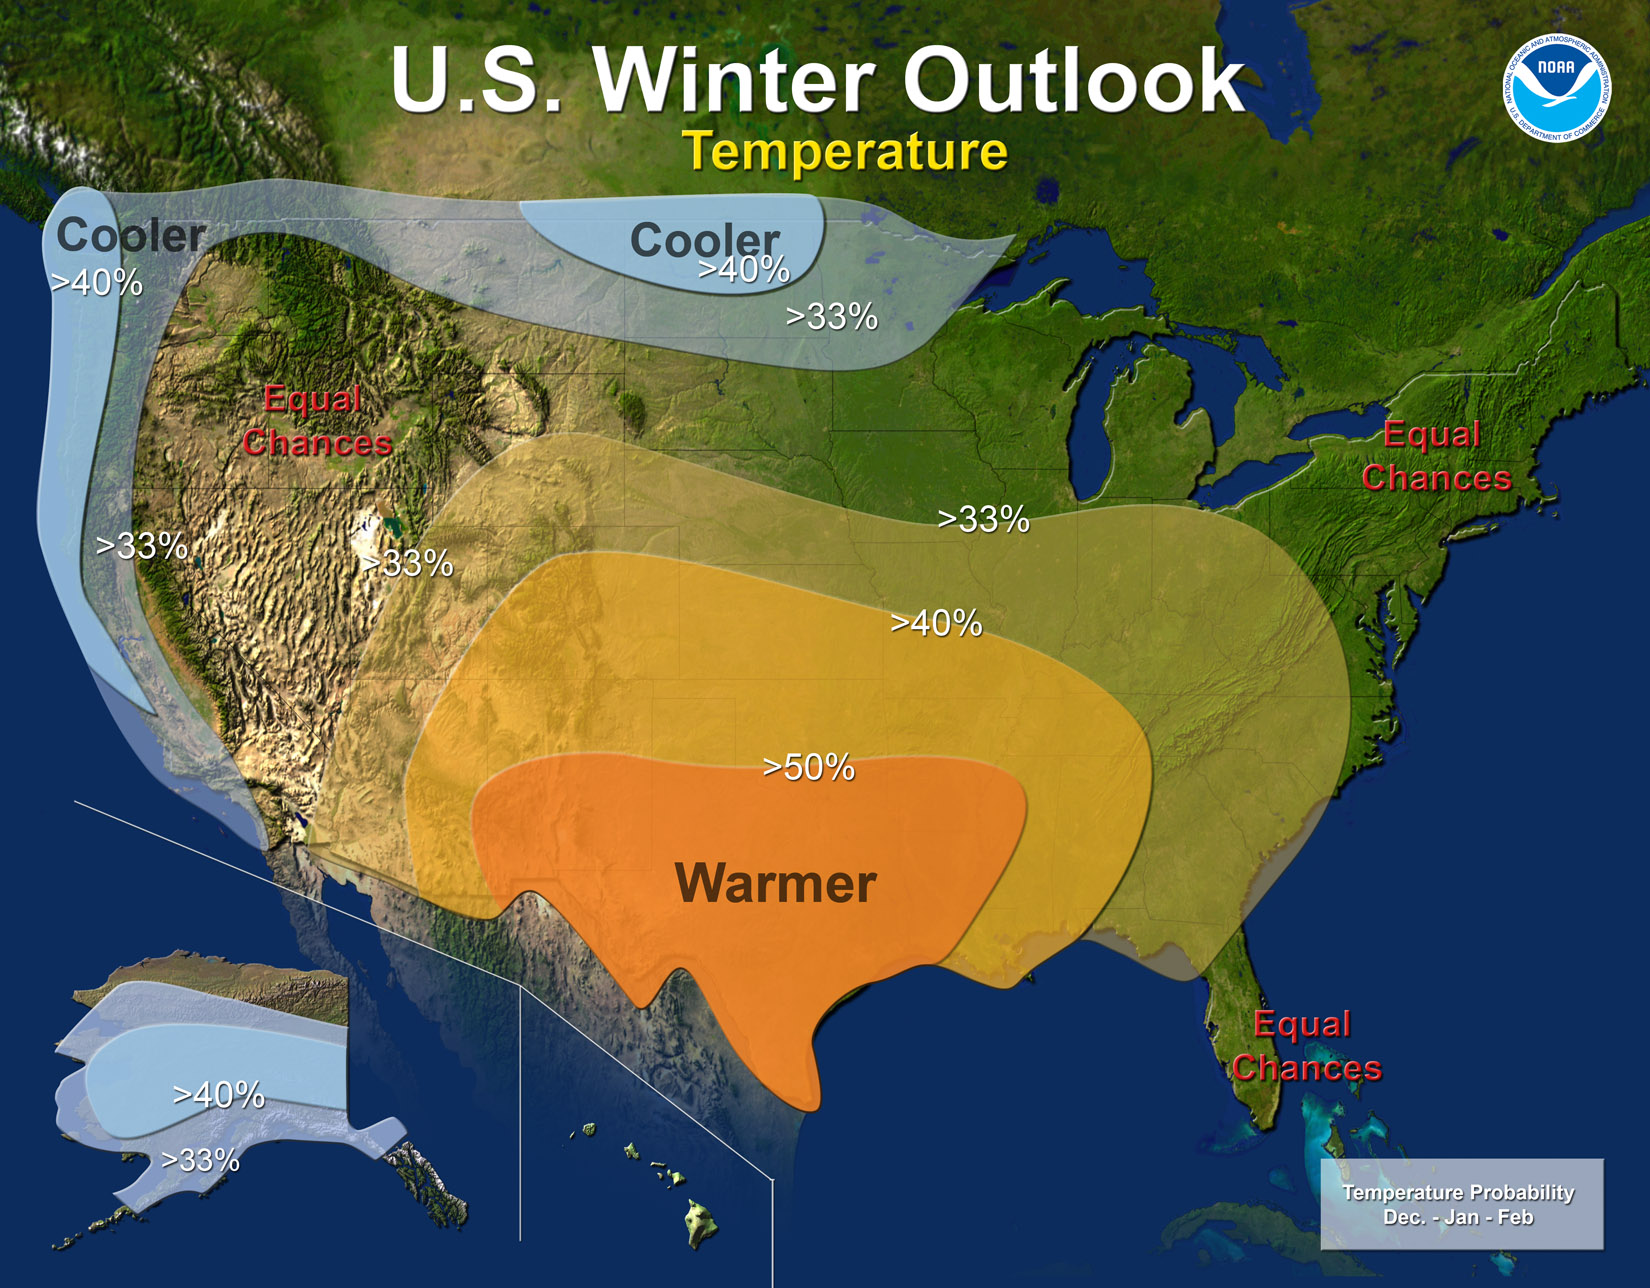 U.S. Winter Outlook
Temperature
NATIONAL OCEANIC AND ATMOSPHERIC ADMINISTRATION
NOAA
U.S. DEPARTMENT OF COMMERCE
Cooler
>40%
Cooler
>40%
>33%
Equal
Chances
Equal
Chances
>33%
>33%
>33%
>40%
>50%
Warmer
Equal
Chances
>40%
>33%
Temperature Probability
Dec. - Jan - Feb